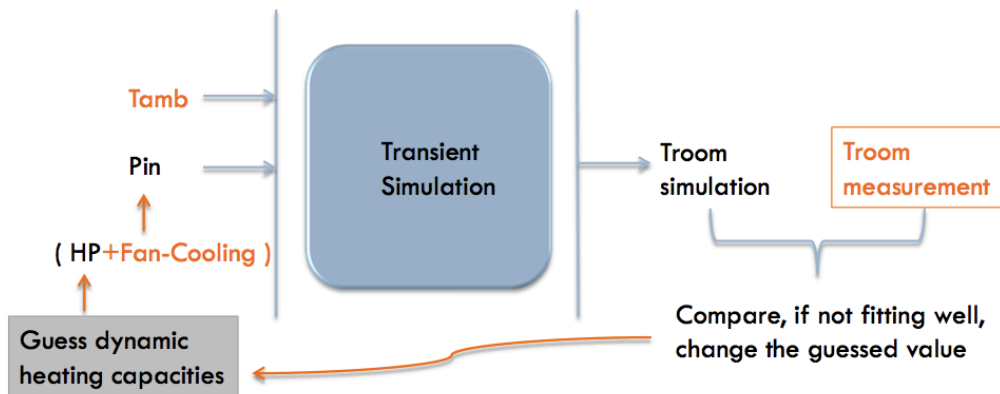 Tamb
Pin
( HP+Fan-Cooling )
Guess dynamic
heating capacities
Transient
Simulation
Troom
simulation
Troom
measurement
Compare, if not fitting well,
change the guessed value